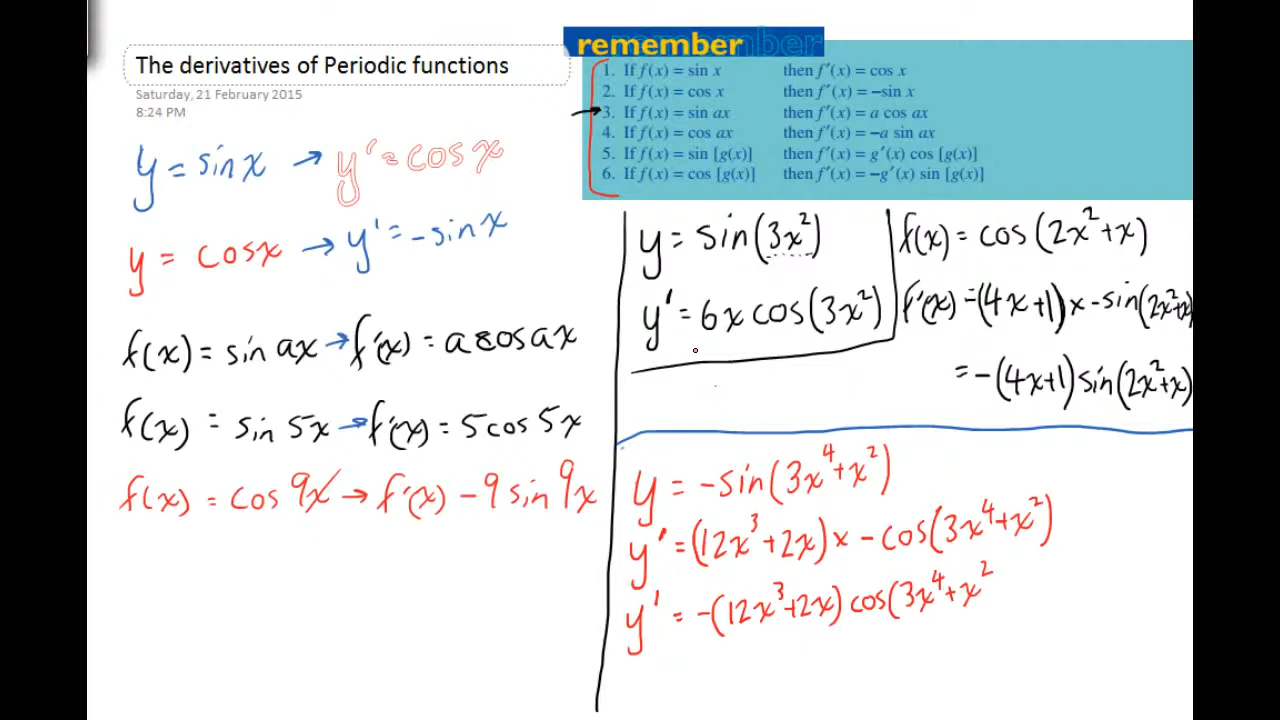 The derivatives of Periodic functions
Saturday, 21 February 2015
8:24 PM
remember
1. If f(x) = sin x then f′(x) = cos x
2. If f(x) = cos x then f′(x) = −sin x
3. If f(x) = sin ax then f′(x) = a cos ax
4. If f(x) = cos ax then f′(x) = −a sin ax
5. If f(x) = sin [g(x)] then f′(x) = g′(x) cos [g(x)]
6. If f(x) = cos [g(x)] then f′(x) = −g′(x) sin [g(x)]
y = sin x → y' = cos x
y = cos x → y' = -sin x
f(x) = sin ax → f'(x) = a cos ax
f(x) = sin 5x → f'(x) = 5 cos 5x
f(x) = cos 9x → f'(x) - 9 sin 9x
y = sin(3x²)
y' = 6x cos(3x²)
f(x) = cos(2x²+x)
f'(x) = (4x+1) x - sin(2x²+x)
= -(4x+1) sin(2x²+x)
y = -sin(3x⁴+x²)
y' = (12x³+2x) x - cos(3x⁴+x²)
y' = -(12x³+2x) cos(3x⁴+x²